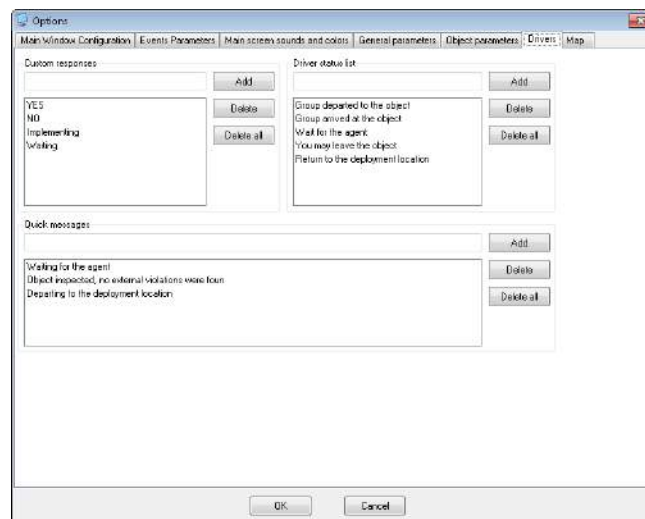 Options
Main Window Configuration Events Parameters Main screen sounds and colors General parameters Object parameters Drivers Map
Custom responses
Add
YES
NO
Implementing
Waiting
Delete
Delete all
Driver status list
Add
Group departed to the object
Group arrived at the object
Wait for the agent
You may leave the object
Return to the deployment location
Delete
Delete all
Quick messages
Add
Waiting for the agent
Object inspected, no external violations were foun
Departing to the deployment location
Delete
Delete all
OK Cancel